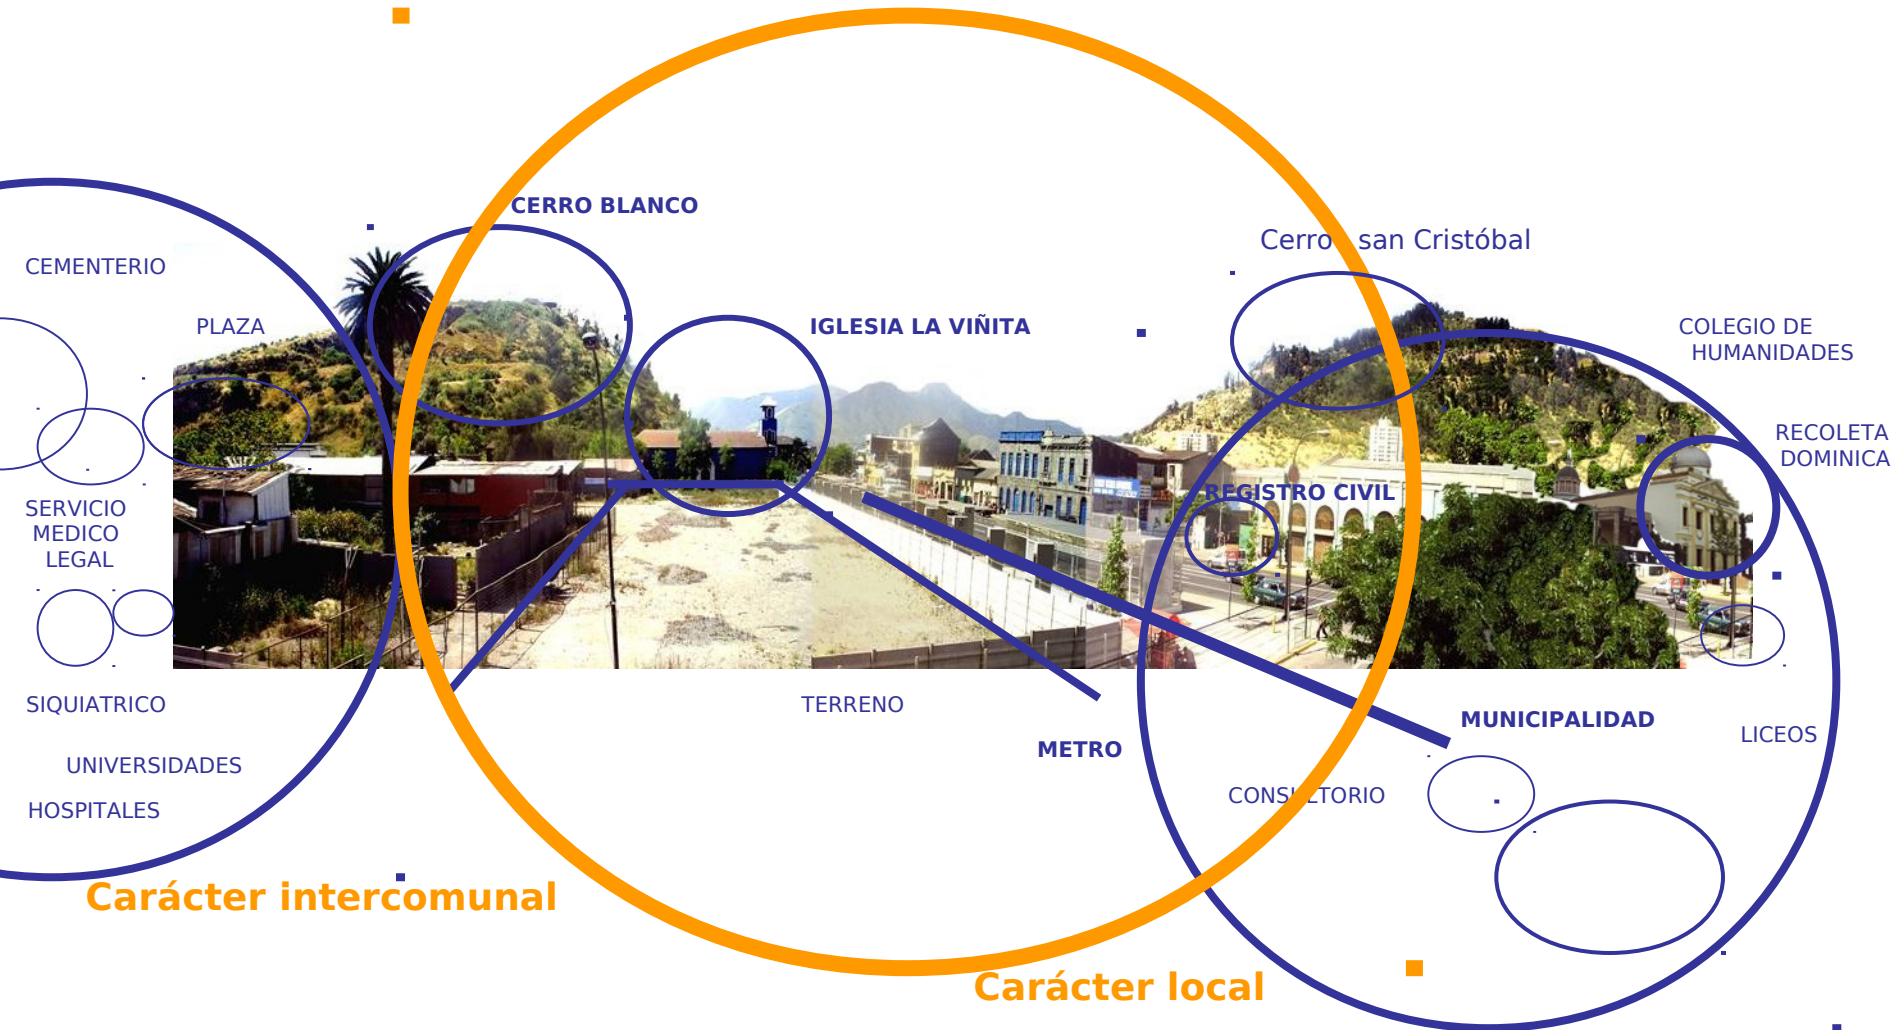 CERRO BLANCO
Cerro san Cristóbal
CEMENTERIO
PLAZA
IGLESIA LA VIÑITA
COLEGIO DE
HUMANIDADES
RECOLETA
DOMINICA
REGISTRO CIVIL
SERVICIO
MEDICO
LEGAL
SIQUIATRICO
TERRENO
MUNICIPALIDAD
LICEOS
METRO
UNIVERSIDADES
CONSULTORIO
HOSPITALES
Carácter intercomunal
Carácter local